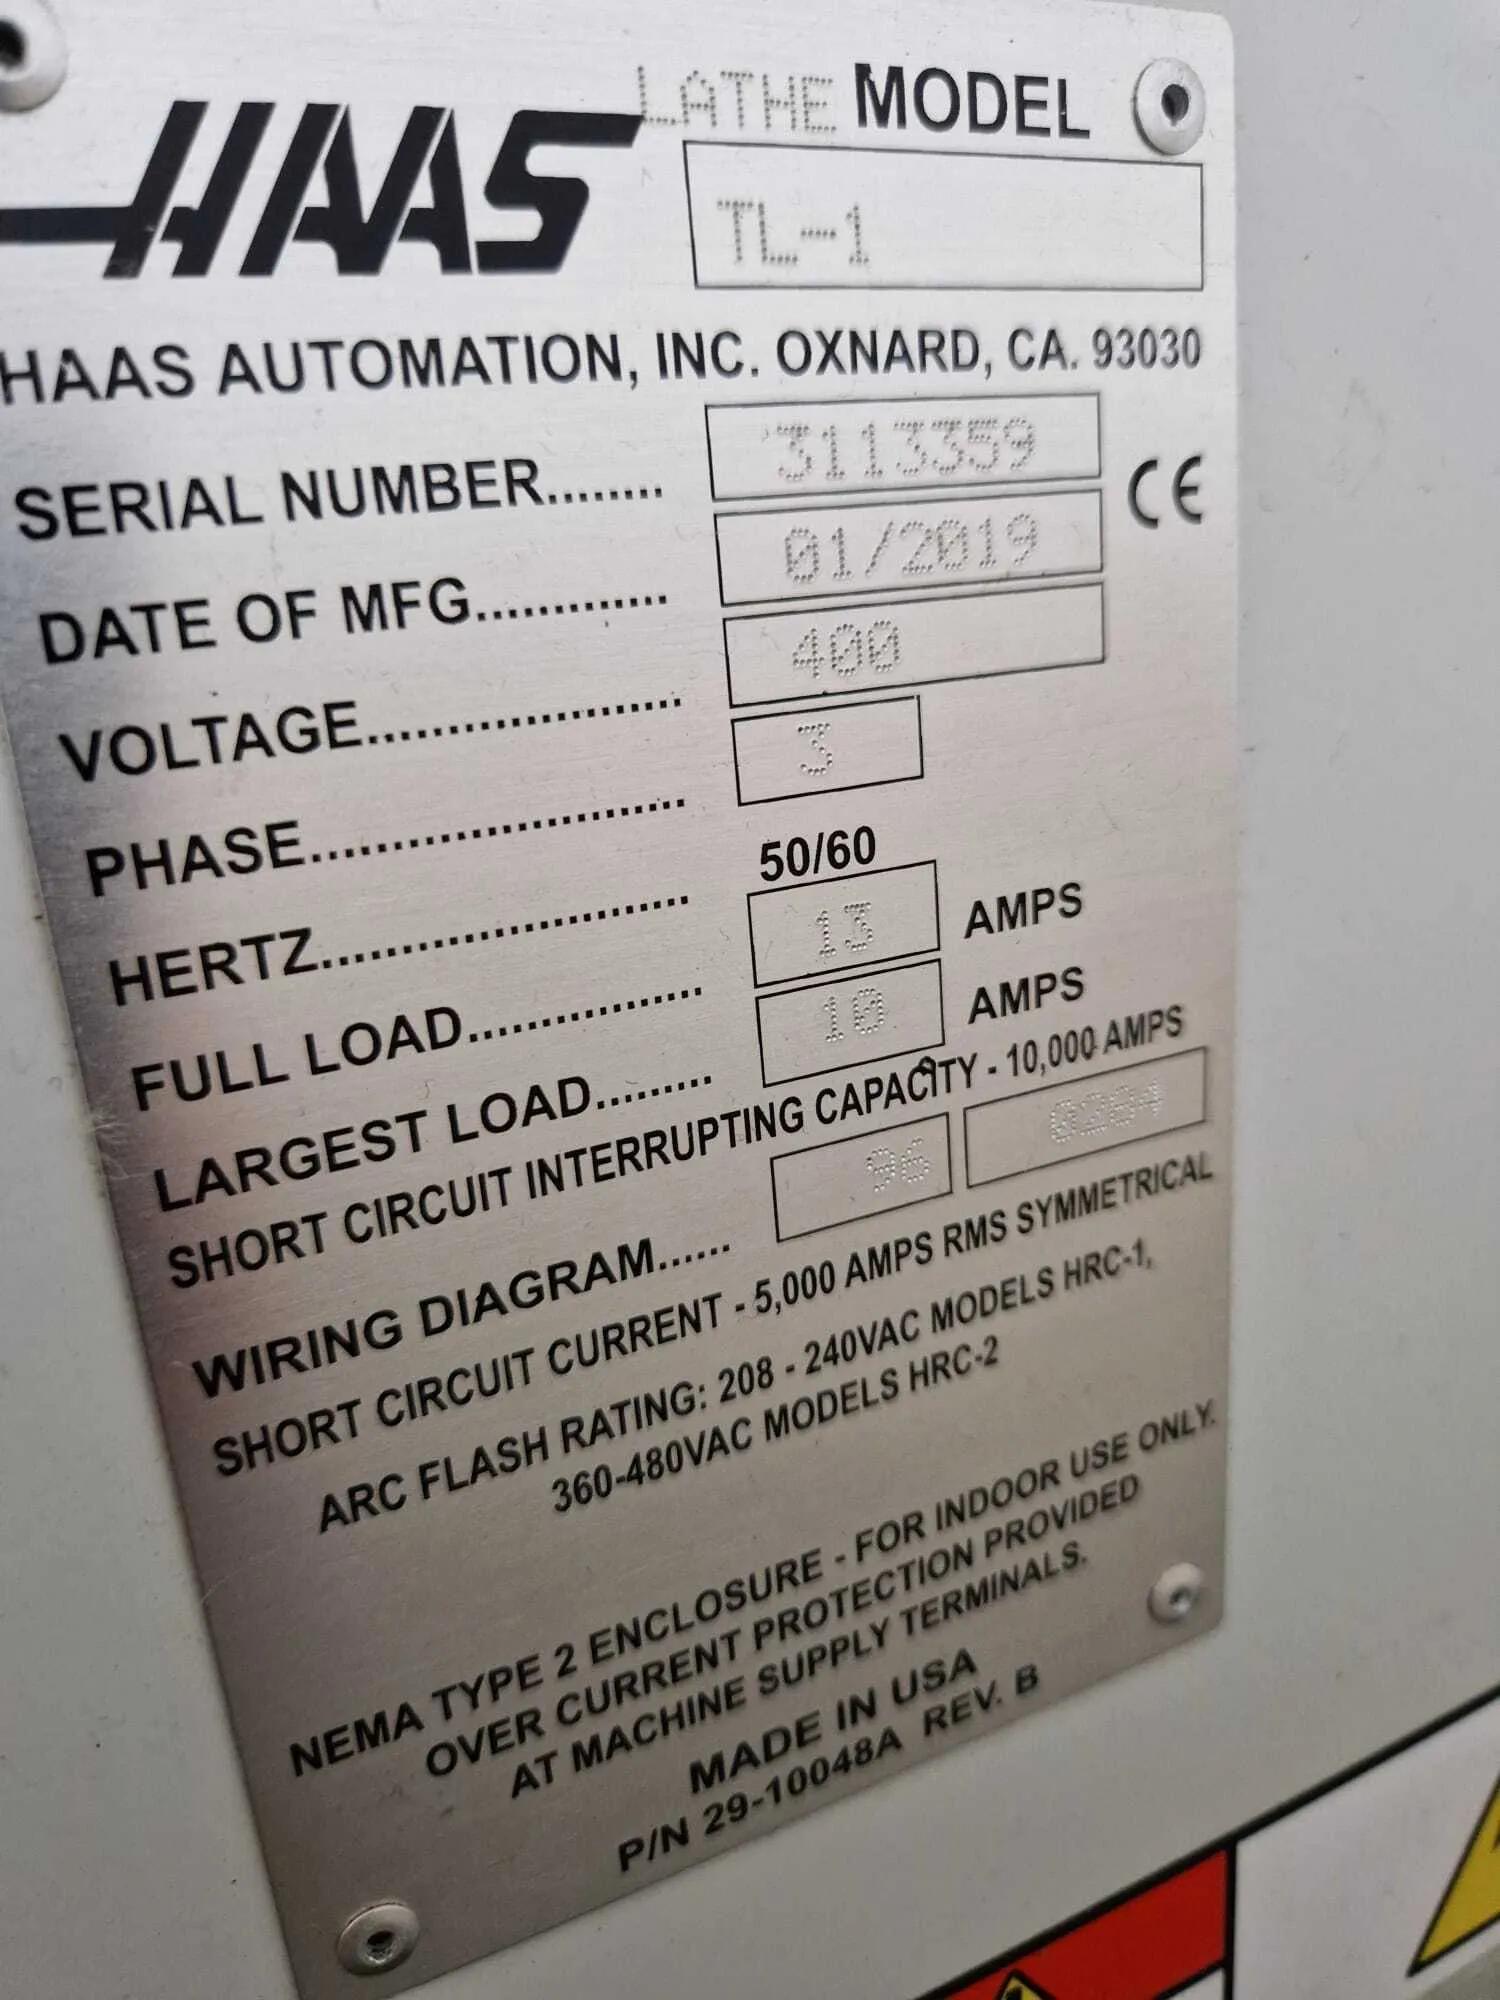 HAAS
LATHE MODEL
TL-1
HAAS AUTOMATION, INC. OXNARD, CA. 93030
SERIAL NUMBER........ 3113359
CE
DATE OF MFG............. 01/2019
VOLTAGE...................... 400
PHASE.......................... 3
HERTZ.......................... 50/60
FULL LOAD................. 13 AMPS
LARGEST LOAD......... 10 AMPS
SHORT CIRCUIT INTERRUPTING CAPACITY - 10,000 AMPS
WIRING DIAGRAM...... 96 0284
SHORT CIRCUIT CURRENT - 5,000 AMPS RMS SYMMETRICAL
ARC FLASH RATING: 208 - 240VAC MODELS HRC-1,
360-480VAC MODELS HRC-2
NEMA TYPE 2 ENCLOSURE - FOR INDOOR USE ONLY.
OVER CURRENT PROTECTION PROVIDED
AT MACHINE SUPPLY TERMINALS.
MADE IN USA
P/N 29-10048A REV. B